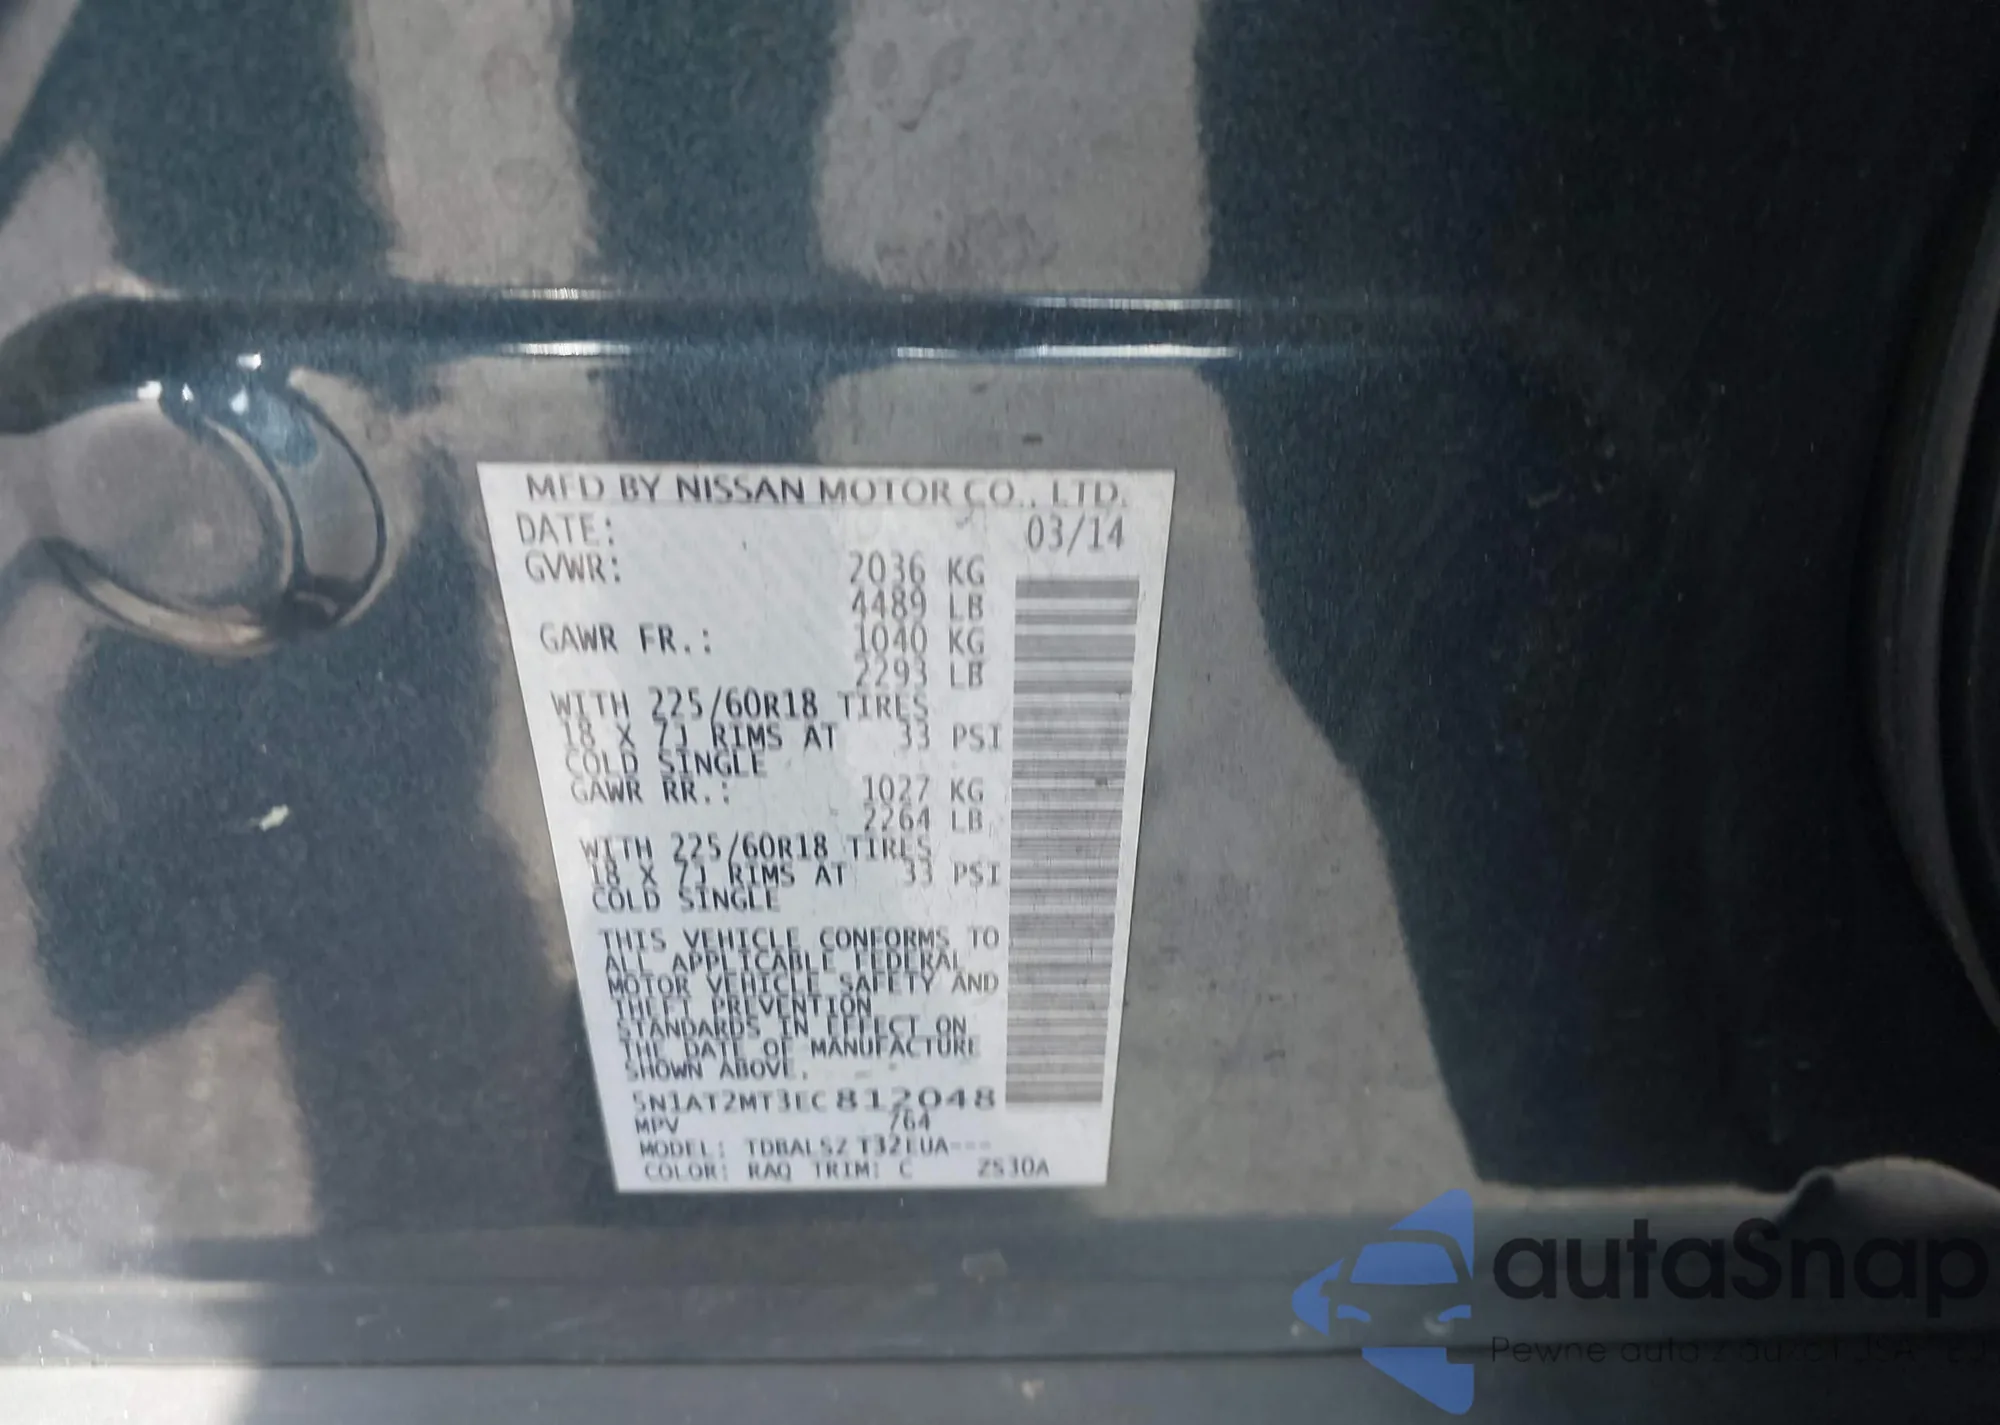 MFD BY NISSAN MOTOR CO., LTD.
DATE: 03/14
GVWR: 2036 KG
4489 LB
GAWR FR.: 1040 KG
2293 LB
WITH 225/60R18 TIRES
18 X 7J RIMS AT 33 PSI
COLD SINGLE
GAWR RR.: 1027 KG
2264 LB
WITH 225/60R18 TIRES
18 X 7J RIMS AT 33 PSI
COLD SINGLE
THIS VEHICLE CONFORMS TO
ALL APPLICABLE FEDERAL
MOTOR VEHICLE SAFETY AND
THEFT PREVENTION
STANDARDS IN EFFECT ON
THE DATE OF MANUFACTURE
SHOWN ABOVE.
5N1AT2MT3EC812048
MPV 764
MODEL: TDBALSZ T32EUA---
COLOR: RAQ TRIM: C ZS30A
autaSnap
Pewne auto z